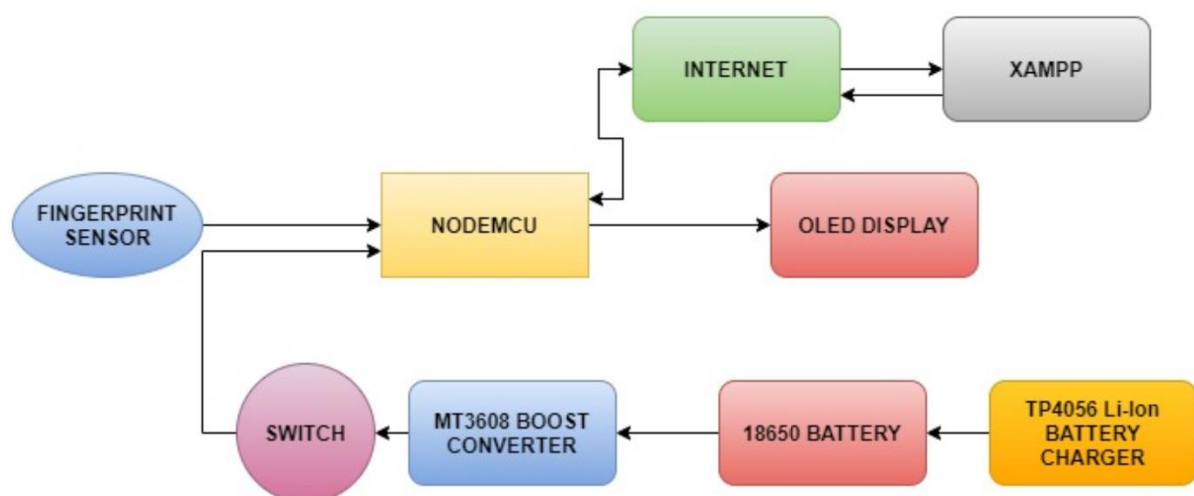 INTERNET
XAMPP
FINGERPRINT
SENSOR
NODEMCU
OLED DISPLAY
SWITCH
MT3608 BOOST
CONVERTER
18650 BATTERY
TP4056 Li-Ion
BATTERY
CHARGER